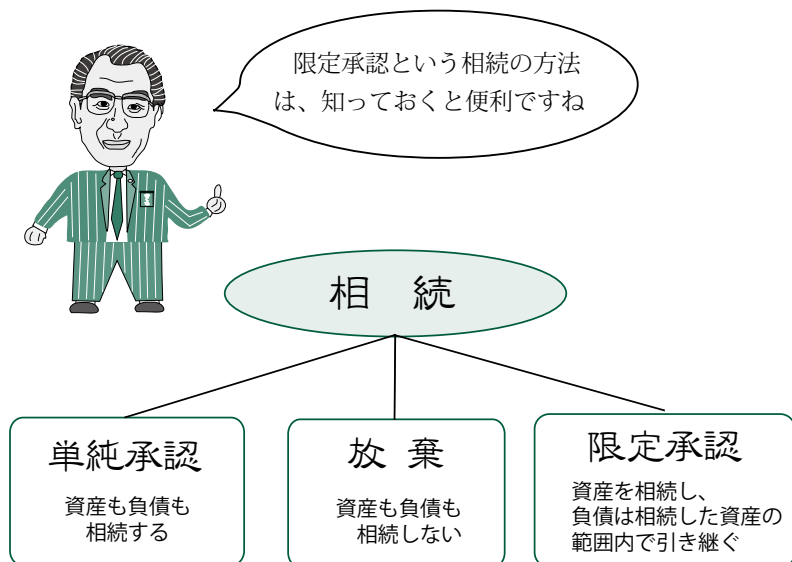 限定承認という相続の方法
は、知っておくと便利ですね
相 続
単純承認
資産も負債も
相続する
放 棄
資産も負債も
相続しない
限定承認
資産を相続し、
負債は相続した資産の
範囲内で引き継ぐ